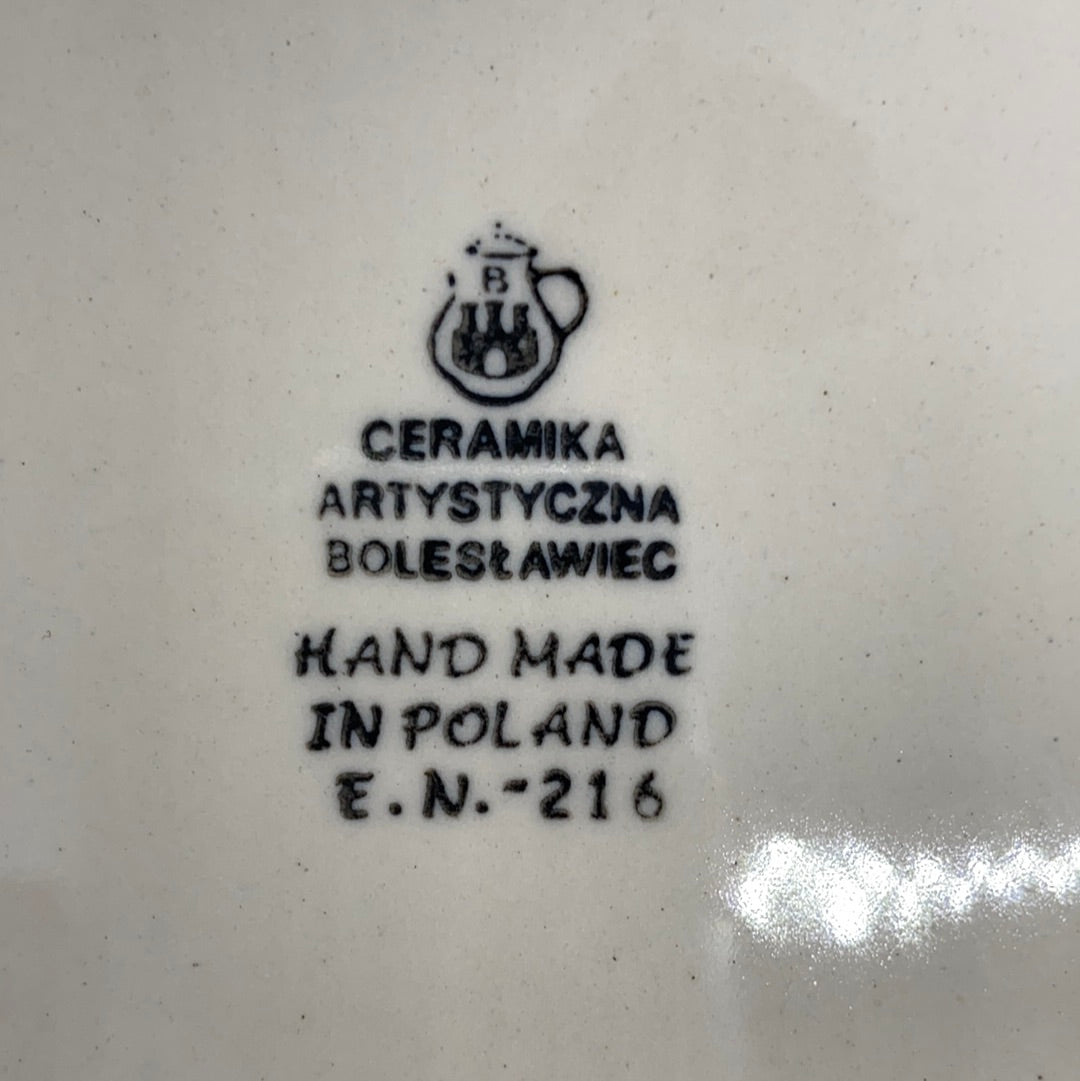 B
CERAMIKA
ARTYSTYCZNA
BOLESŁAWIEC
HAND MADE
IN POLAND
E.N.-216